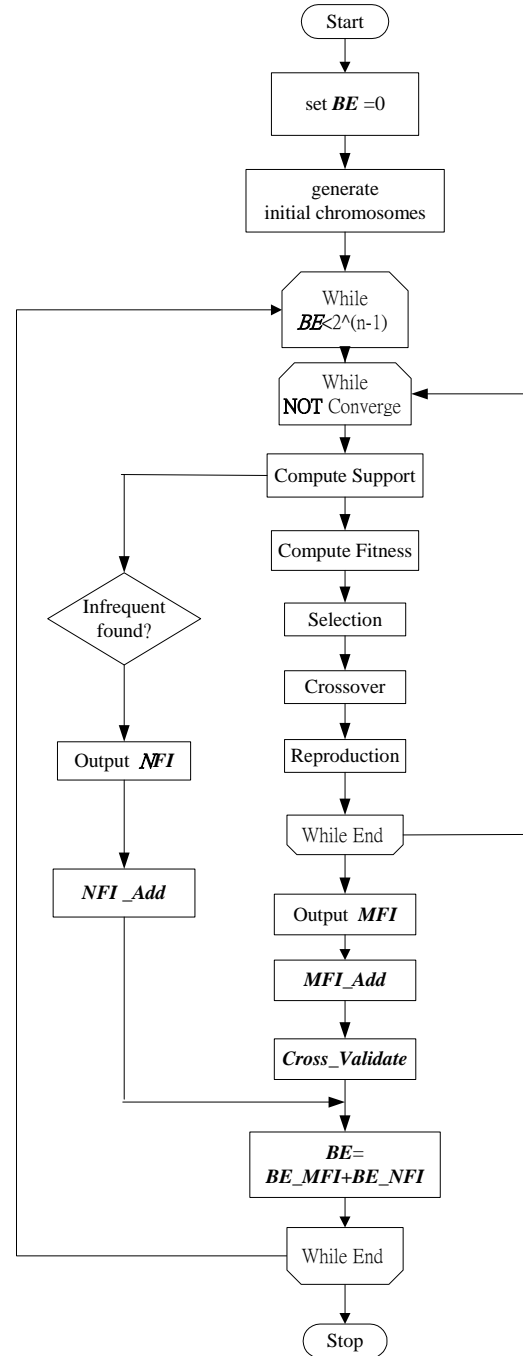 Start
set BE =0
generate
initial chromosomes
While
BE<2^(n-1)
While
NOT Converge
Compute Support
Compute Fitness
Infrequent
found?
Selection
Crossover
Output NFI
Reproduction
While End
NFI _Add
Output MFI
MFI_Add
Cross_Validate
BE=
BE_MFI+BE_NFI
While End
Stop